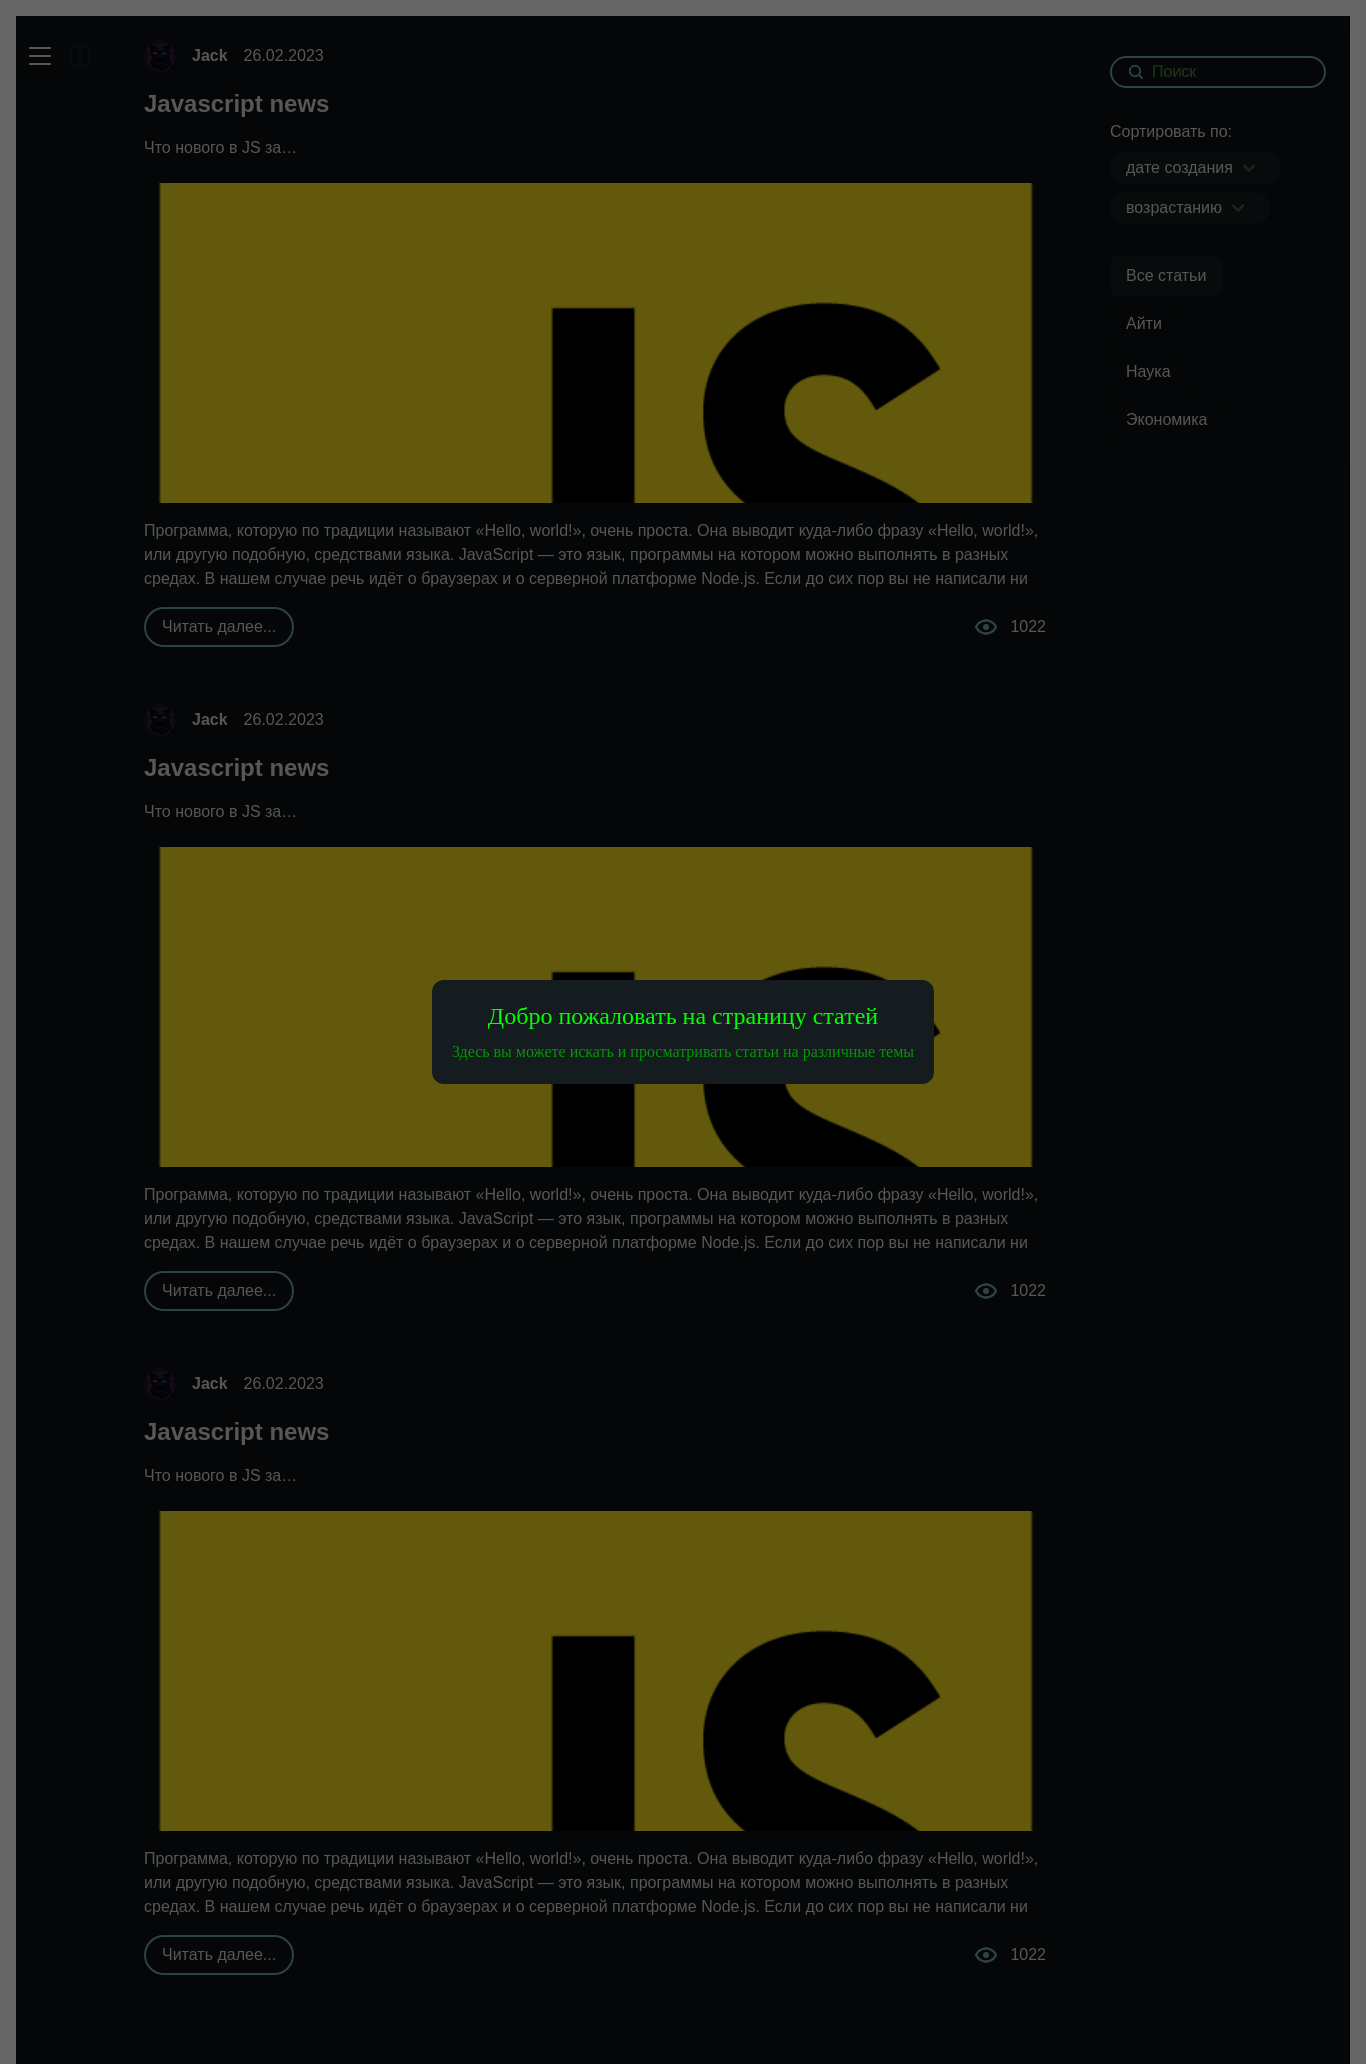 Jack 26.02.2023
Javascript news
Что нового в JS за…
JS
Программа, которую по традиции называют «Hello, world!», очень проста. Она выводит куда-либо фразу «Hello, world!»,
или другую подобную, средствами языка. JavaScript — это язык, программы на котором можно выполнять в разных
средах. В нашем случае речь идёт о браузерах и о серверной платформе Node.js. Если до сих пор вы не написали ни
Читать далее...
1022
Jack 26.02.2023
Javascript news
Что нового в JS за…
JS
Добро пожаловать на страницу статей
Здесь вы можете искать и просматривать статьи на различные темы
Программа, которую по традиции называют «Hello, world!», очень проста. Она выводит куда-либо фразу «Hello, world!»,
или другую подобную, средствами языка. JavaScript — это язык, программы на котором можно выполнять в разных
средах. В нашем случае речь идёт о браузерах и о серверной платформе Node.js. Если до сих пор вы не написали ни
Читать далее...
1022
Jack 26.02.2023
Javascript news
Что нового в JS за…
JS
Программа, которую по традиции называют «Hello, world!», очень проста. Она выводит куда-либо фразу «Hello, world!»,
или другую подобную, средствами языка. JavaScript — это язык, программы на котором можно выполнять в разных
средах. В нашем случае речь идёт о браузерах и о серверной платформе Node.js. Если до сих пор вы не написали ни
Читать далее...
1022
Поиск
Сортировать по:
дате создания
возрастанию
Все статьи
Айти
Наука
Экономика